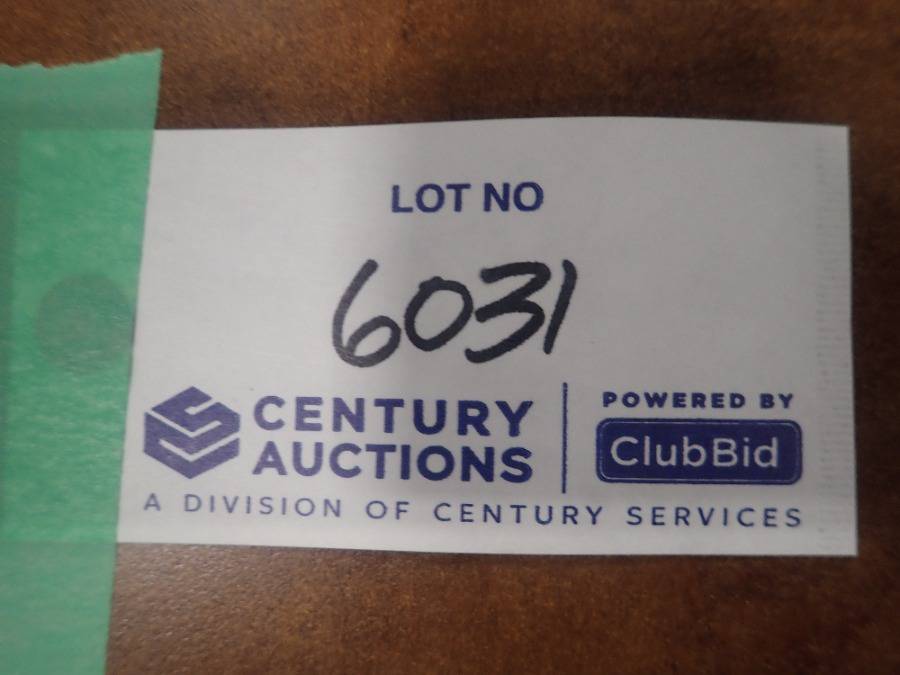 LOT NO
6031
CENTURY AUCTIONS
POWERED BY
ClubBid
A DIVISION OF CENTURY SERVICES